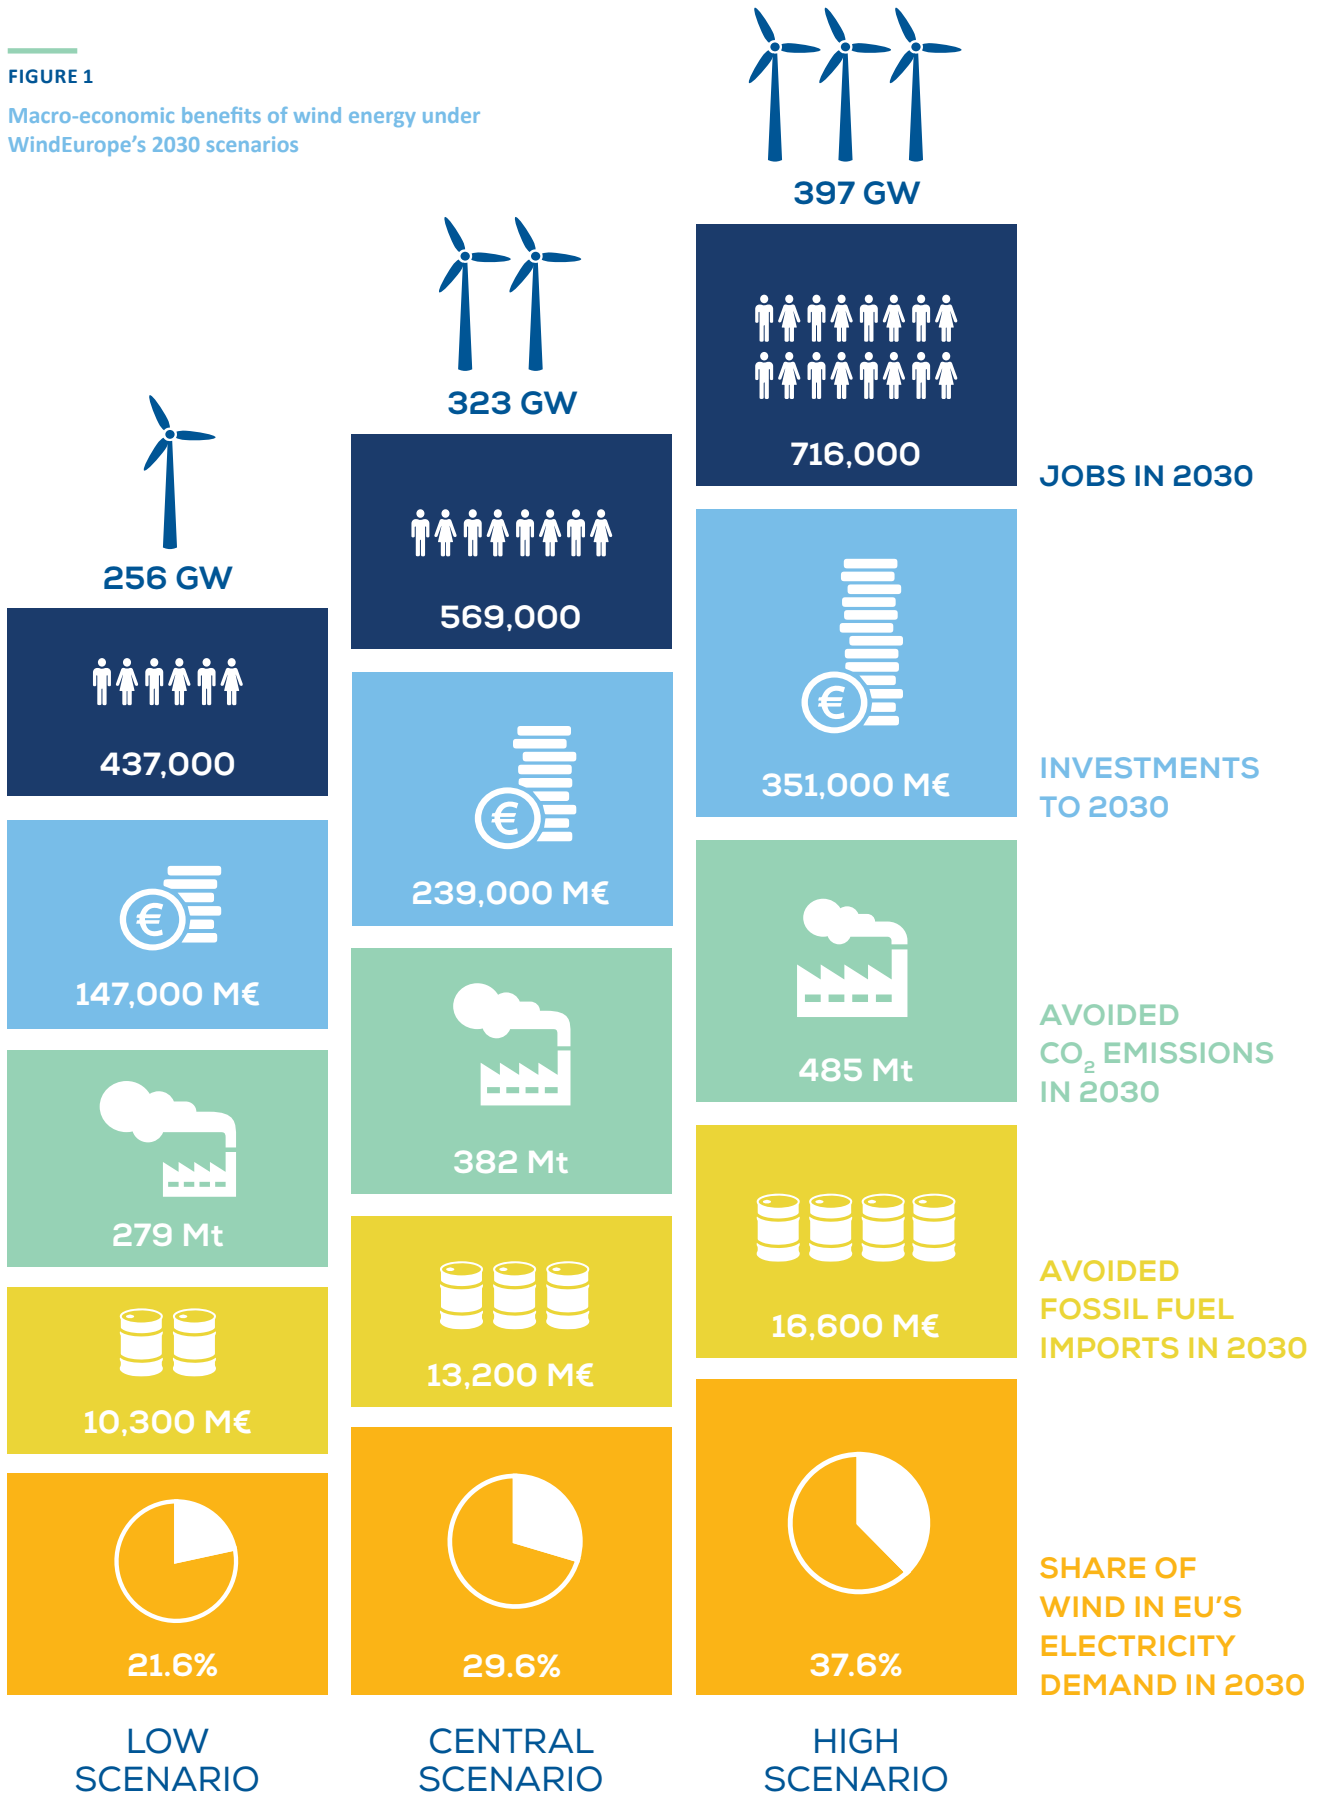 FIGURE 1
Macro-economic benefits of wind energy under
WindEurope's 2030 scenarios
256 GW
437,000
147,000 M€
279 Mt
10,300 M€
21.6%
LOW
SCENARIO
323 GW
569,000
239,000 M€
382 Mt
13,200 M€
29.6%
CENTRAL
SCENARIO
397 GW
716,000
351,000 M€
485 Mt
16,600 M€
37.6%
HIGH
SCENARIO
JOBS IN 2030
INVESTMENTS
TO 2030
AVOIDED
CO₂ EMISSIONS
IN 2030
AVOIDED
FOSSIL FUEL
IMPORTS IN 2030
SHARE OF
WIND IN EU'S
ELECTRICITY
DEMAND IN 2030